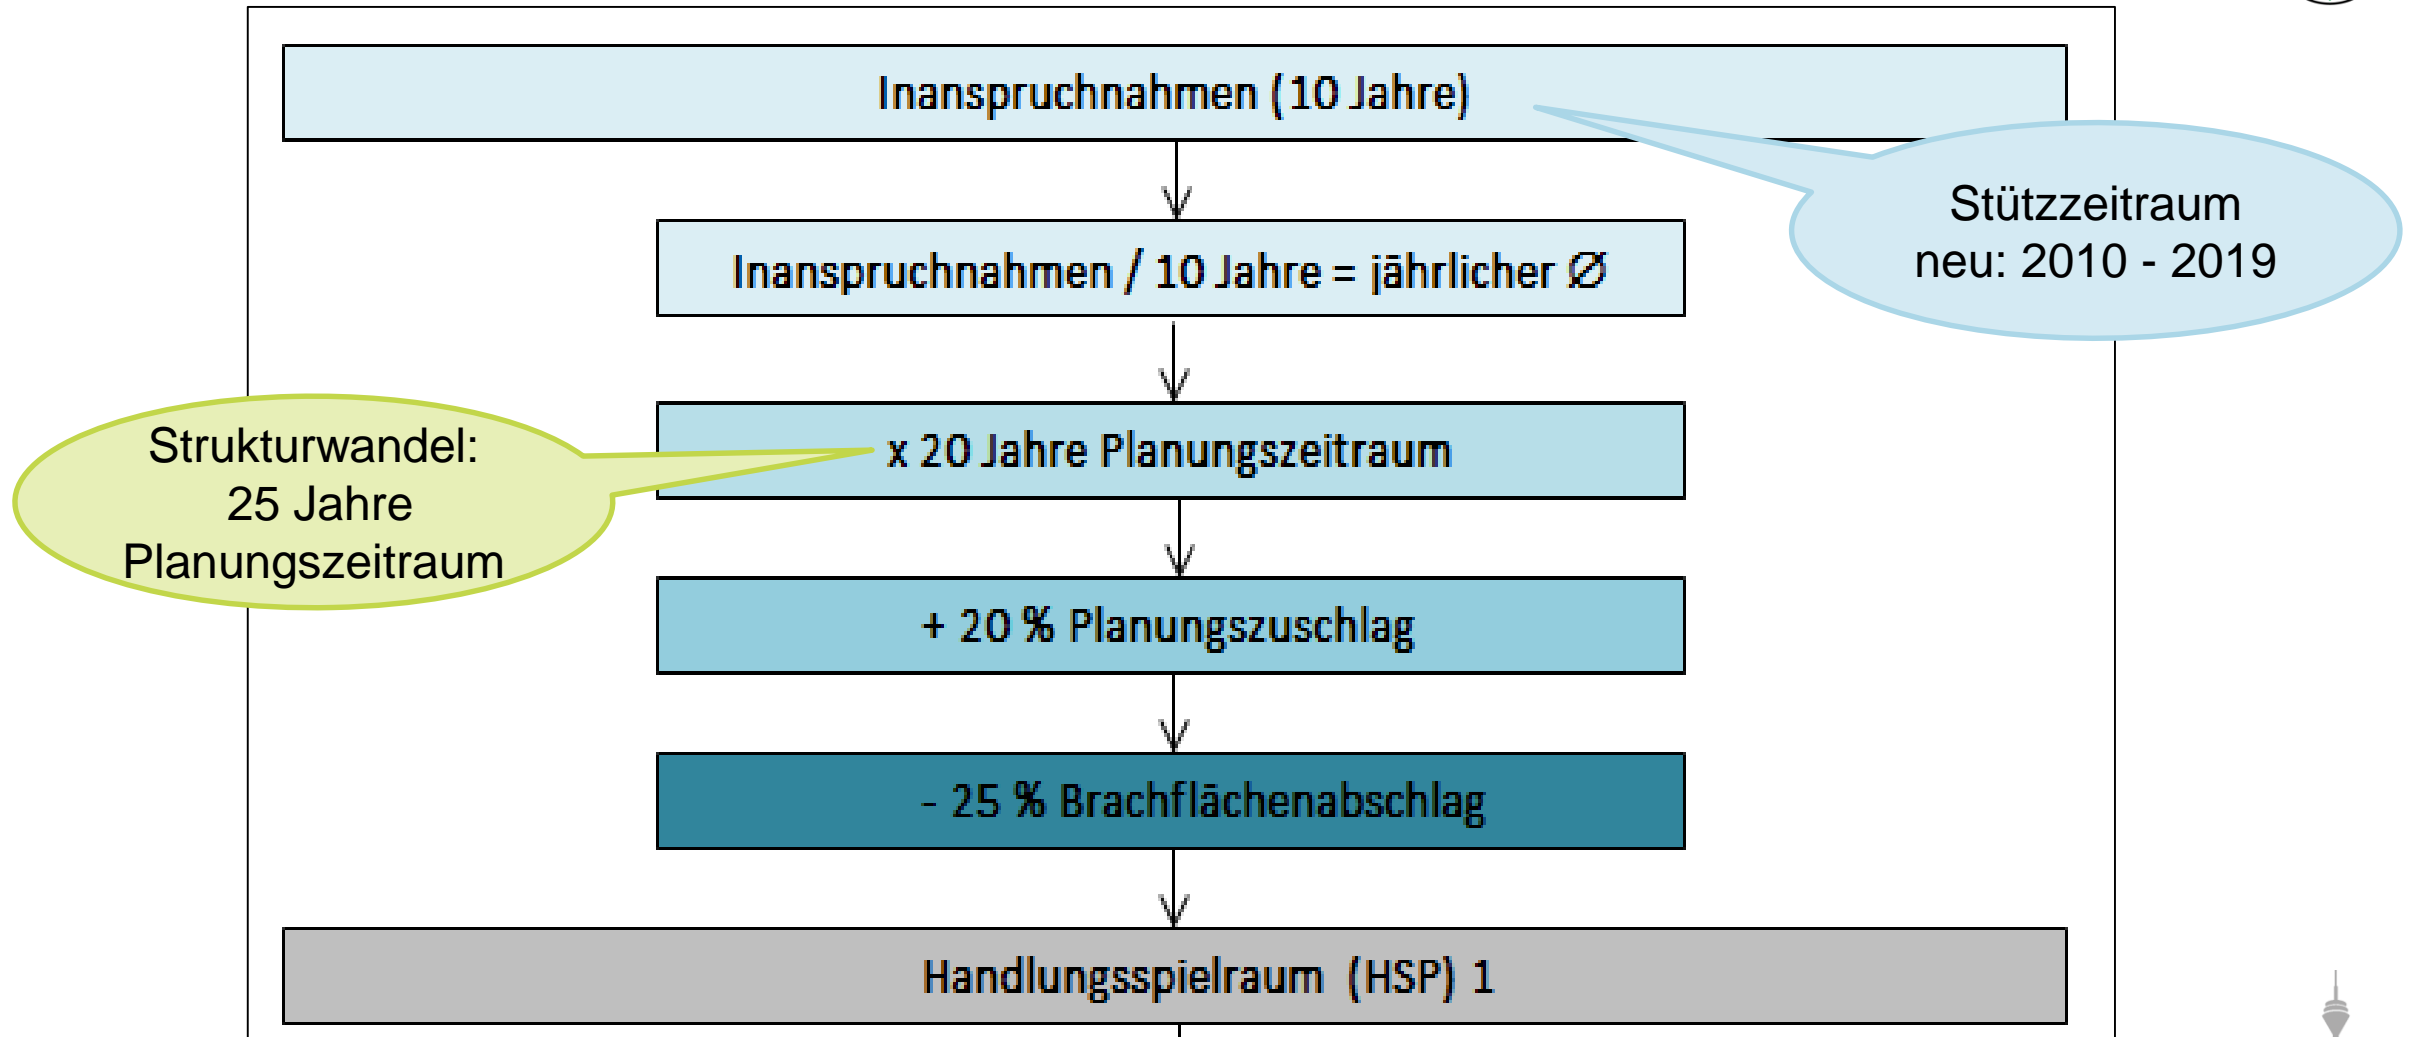 Inanspruchnahmen (10 Jahre)
Stützzeitraum
neu: 2010 - 2019
Inanspruchnahmen / 10 Jahre = jährlicher Ø
Strukturwandel:
25 Jahre
Planungszeitraum
x 20 Jahre Planungszeitraum
+ 20 % Planungszuschlag
- 25 % Brachflächenabschlag
Handlungsspielraum (HSP) 1